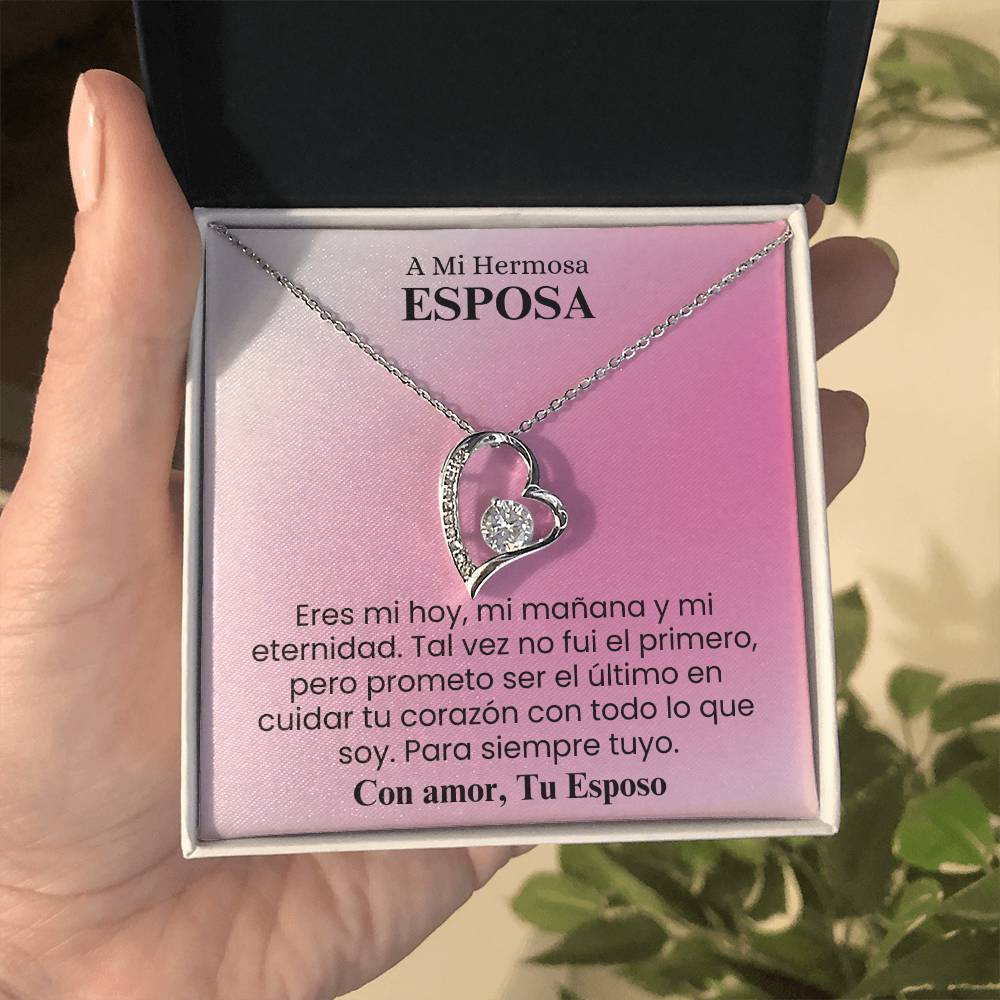 A Mi Hermosa
ESPOSA
Eres mi hoy, mi mañana y mi
eternidad. Tal vez no fui el primero,
pero prometo ser el último en
cuidar tu corazón con todo lo que
soy. Para siempre tuyo.
Con amor, Tu Esposo